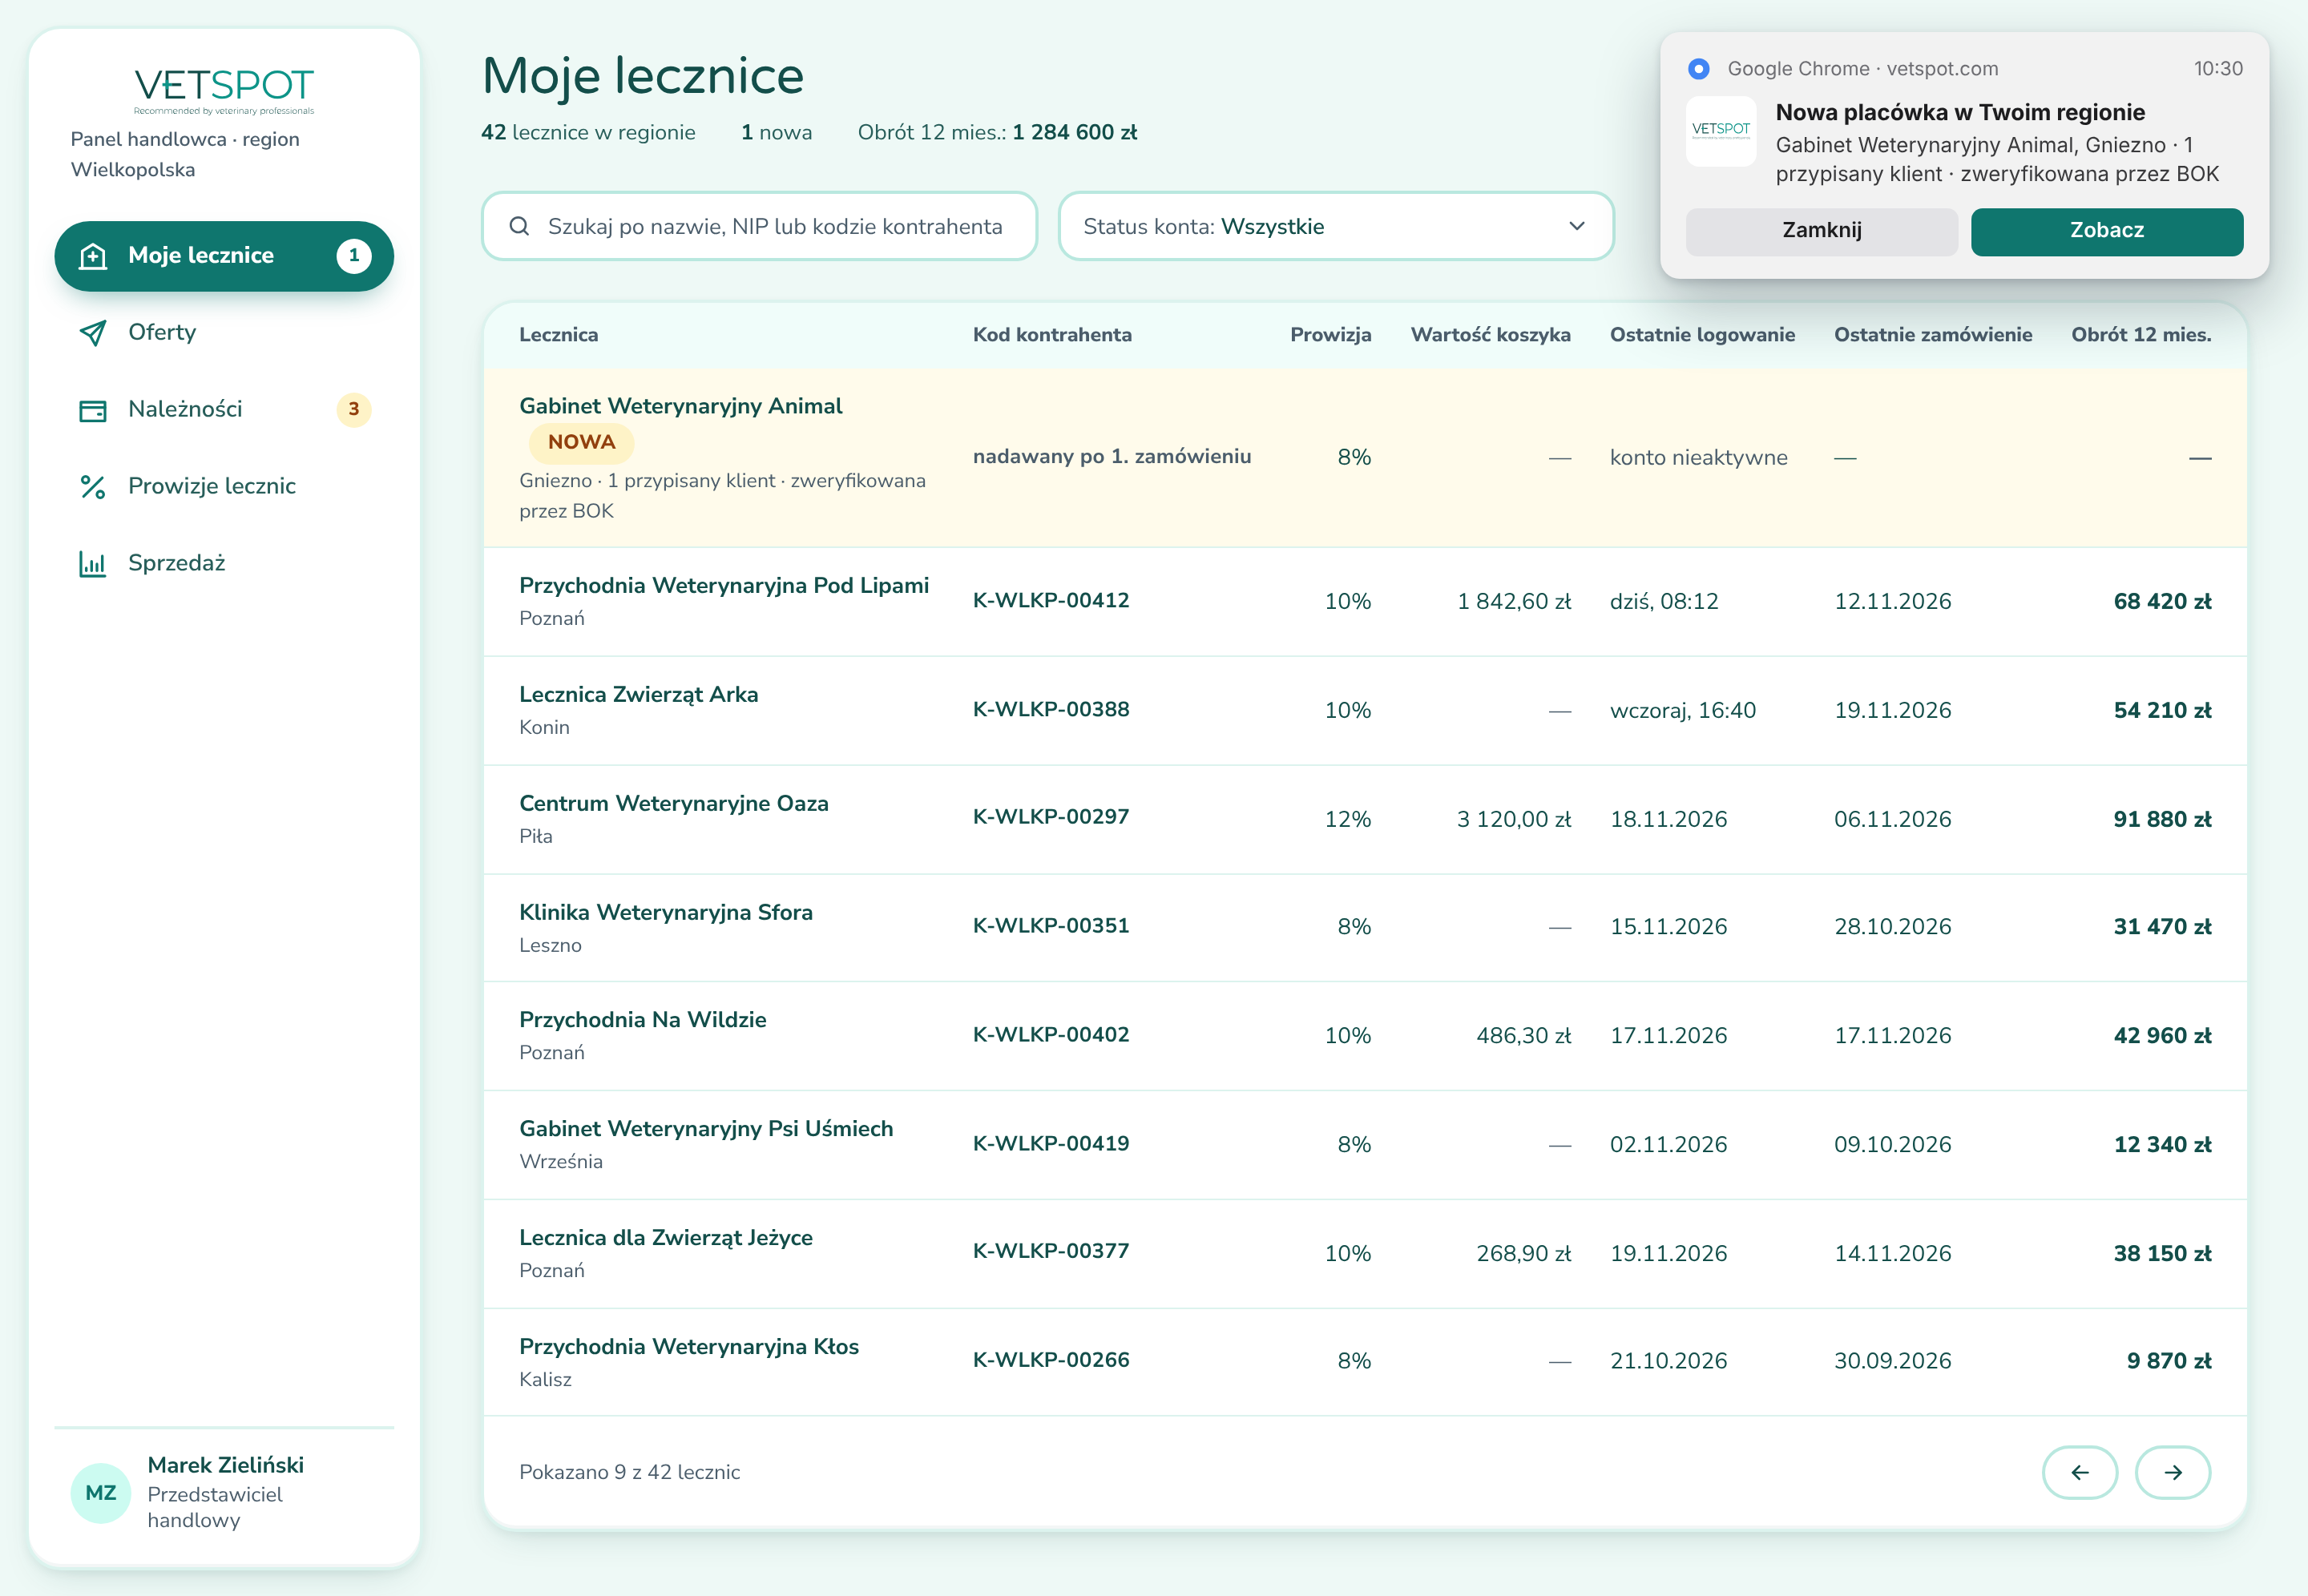 VETSPOT
Recommended by veterinary professionals
Panel handlowca · region
Wielkopolska
Moje lecznice 1
Oferty
Należności 3
Prowizje lecznic
Sprzedaż
MZ
Marek Zieliński
Przedstawiciel
handlowy
Moje lecznice
42 lecznice w regionie 1 nowa Obrót 12 mies.: 1 284 600 zł
Szukaj po nazwie, NIP lub kodzie kontrahenta
Status konta: Wszystkie
Google Chrome · vetspot.com 10:30
VETSPOT
Nowa placówka w Twoim regionie
Gabinet Weterynaryjny Animal, Gniezno · 1
przypisany klient · zweryfikowana przez BOK
Zamknij Zobacz
Lecznica Kod kontrahenta Prowizja Wartość koszyka Ostatnie logowanie Ostatnie zamówienie Obrót 12 mies.
Gabinet Weterynaryjny Animal
NOWA
Gniezno · 1 przypisany klient · zweryfikowana
przez BOK
nadawany po 1. zamówieniu 8% — konto nieaktywne — —
Przychodnia Weterynaryjna Pod Lipami
Poznań
K-WLKP-00412 10% 1 842,60 zł dziś, 08:12 12.11.2026 68 420 zł
Lecznica Zwierząt Arka
Konin
K-WLKP-00388 10% — wczoraj, 16:40 19.11.2026 54 210 zł
Centrum Weterynaryjne Oaza
Piła
K-WLKP-00297 12% 3 120,00 zł 18.11.2026 06.11.2026 91 880 zł
Klinika Weterynaryjna Sfora
Leszno
K-WLKP-00351 8% — 15.11.2026 28.10.2026 31 470 zł
Przychodnia Na Wildzie
Poznań
K-WLKP-00402 10% 486,30 zł 17.11.2026 17.11.2026 42 960 zł
Gabinet Weterynaryjny Psi Uśmiech
Września
K-WLKP-00419 8% — 02.11.2026 09.10.2026 12 340 zł
Lecznica dla Zwierząt Jeżyce
Poznań
K-WLKP-00377 10% 268,90 zł 19.11.2026 14.11.2026 38 150 zł
Przychodnia Weterynaryjna Kłos
Kalisz
K-WLKP-00266 8% — 21.10.2026 30.09.2026 9 870 zł
Pokazano 9 z 42 lecznic